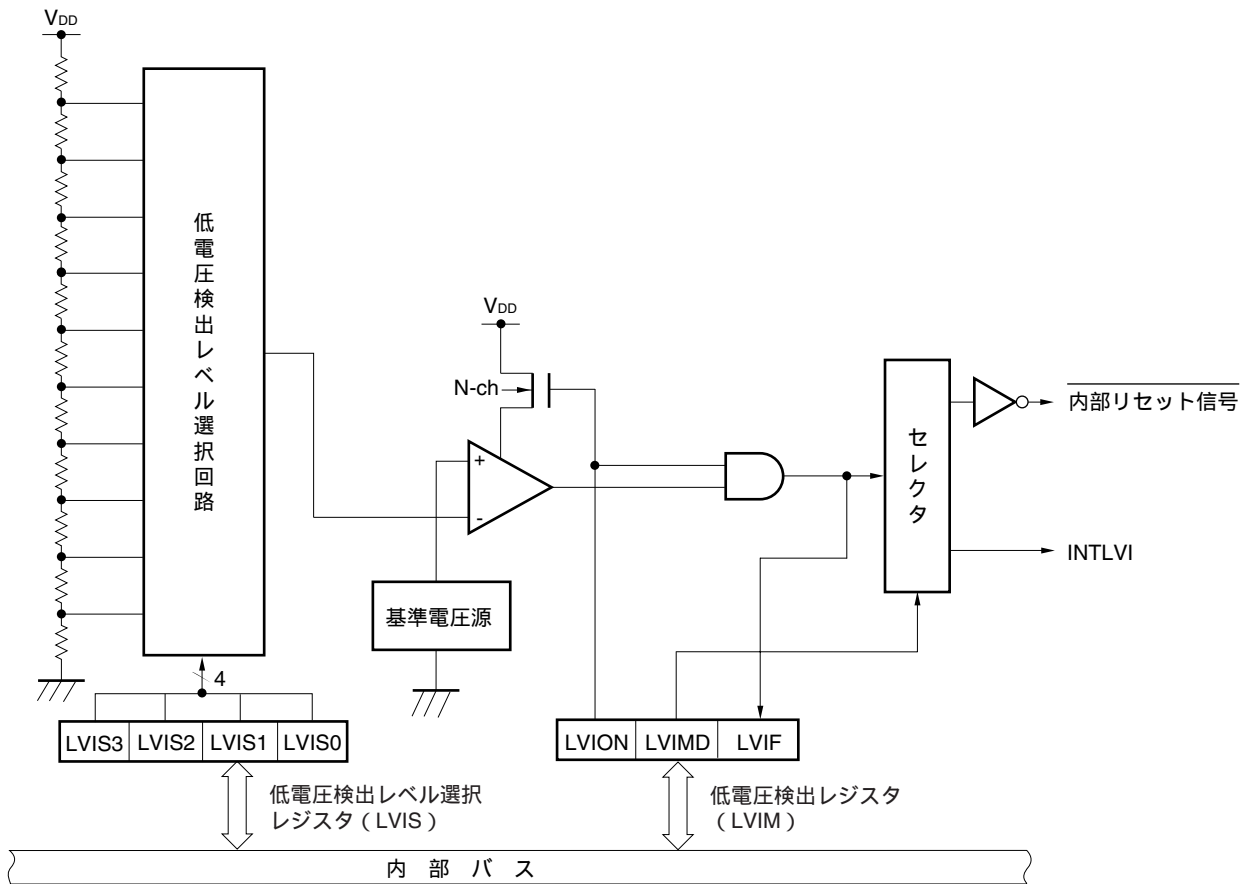 VDD
低電圧検出レベル選択回路
VDD
N-ch
+
-
基準電圧源
セレクタ
内部リセット信号
INTLVI
4
LVIS3 LVIS2 LVIS1 LVIS0
LVION LVIMD LVIF
低電圧検出レベル選択
レジスタ(LVIS)
低電圧検出レジスタ
(LVIM)
内部バス